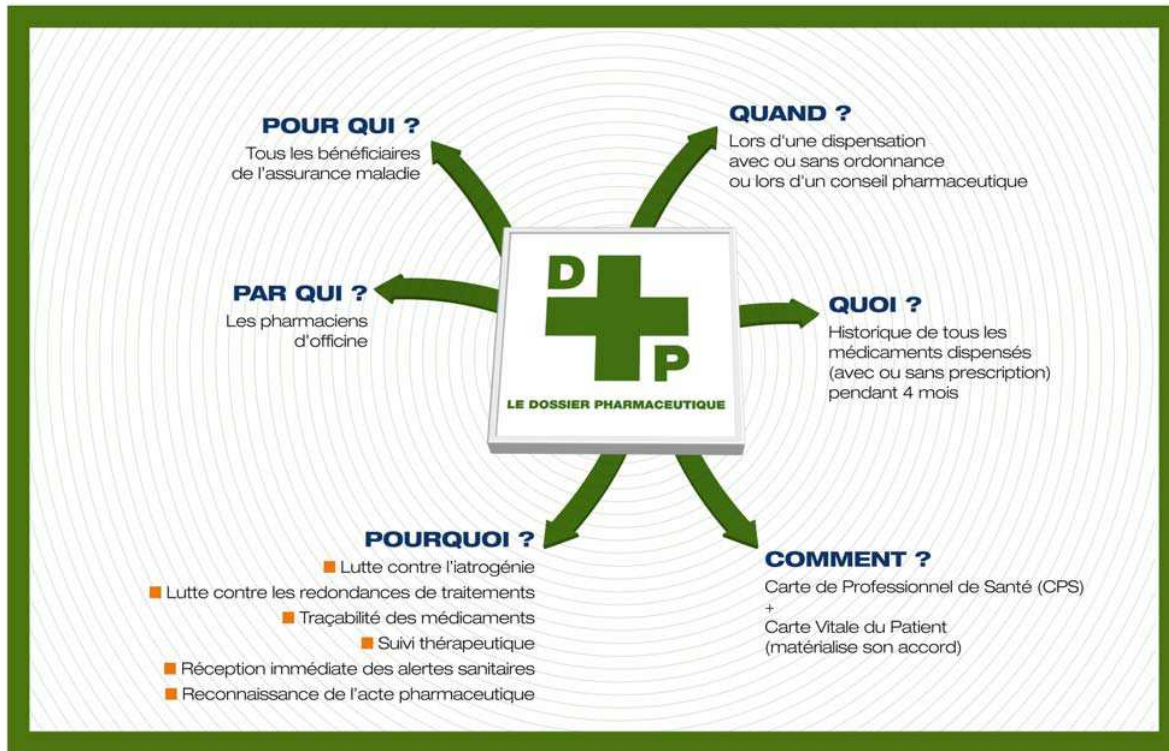 POUR QUI ?
Tous les bénéficiaires
de l'assurance maladie
QUAND ?
Lors d'une dispensation
avec ou sans ordonnance
ou lors d'un conseil pharmaceutique
PAR QUI ?
Les pharmaciens
d'officine
D
P
LE DOSSIER PHARMACEUTIQUE
QUOI ?
Historique de tous les
médicaments dispensés
(avec ou sans prescription)
pendant 4 mois
POURQUOI ?
Lutte contre l'iatrogénie
Lutte contre les redondances de traitements
Traçabilité des médicaments
Suivi thérapeutique
Réception immédiate des alertes sanitaires
Reconnaissance de l'acte pharmaceutique
COMMENT ?
Carte de Professionnel de Santé (CPS)
+
Carte Vitale du Patient
(matérialise son accord)